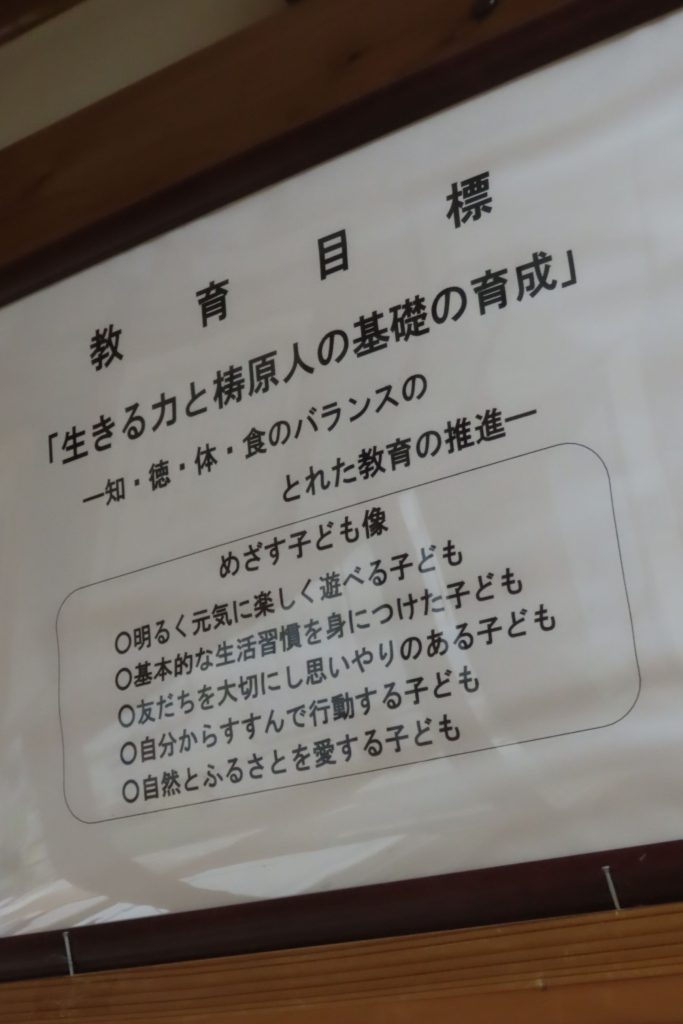 教育目標
「生きる力と梼原人の基礎の育成」
―知・徳・体・食のバランスの
とれた教育の推進―
めざす子ども像
○明るく元気に楽しく遊べる子ども
○基本的な生活習慣を身につけた子ども
○友だちを大切にし思いやりのある子ども
○自分からすすんで行動する子ども
○自然とふるさとを愛する子ども